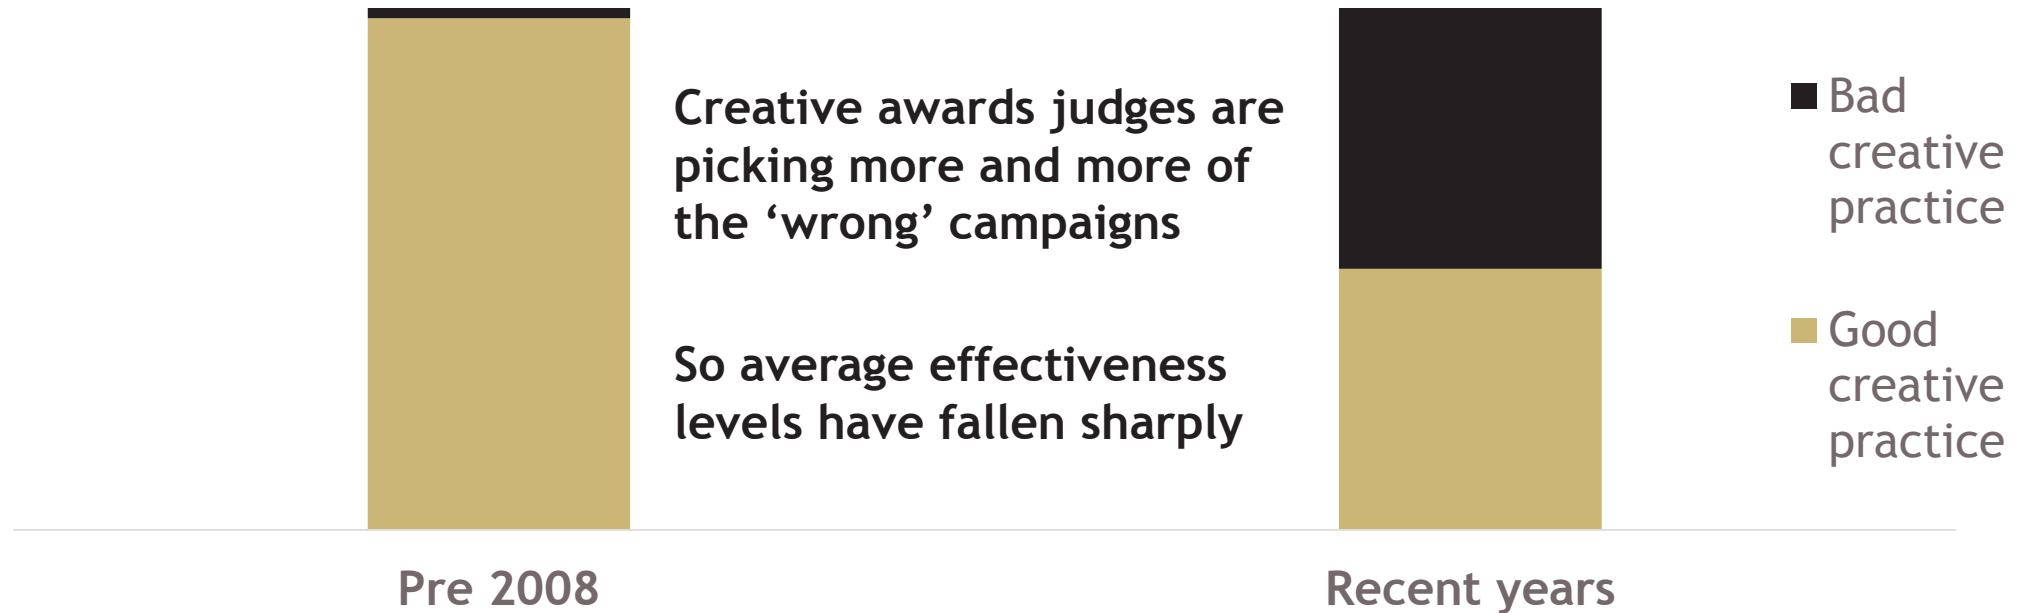 Creative awards judges are
picking more and more of
the ‘wrong’ campaigns
So average effectiveness
levels have fallen sharply
Bad
creative
practice
Good
creative
practice
Pre 2008
Recent years